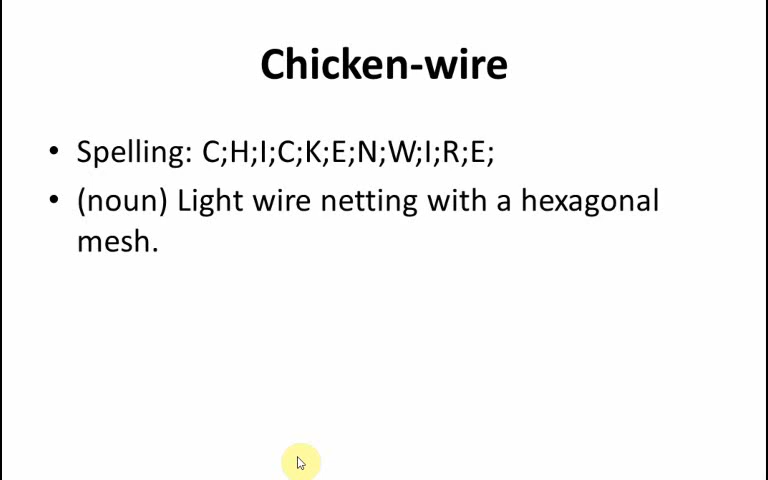 Chicken-wire
• Spelling: C;H;I;C;K;E;N;W;I;R;E;
• (noun) Light wire netting with a hexagonal
mesh.